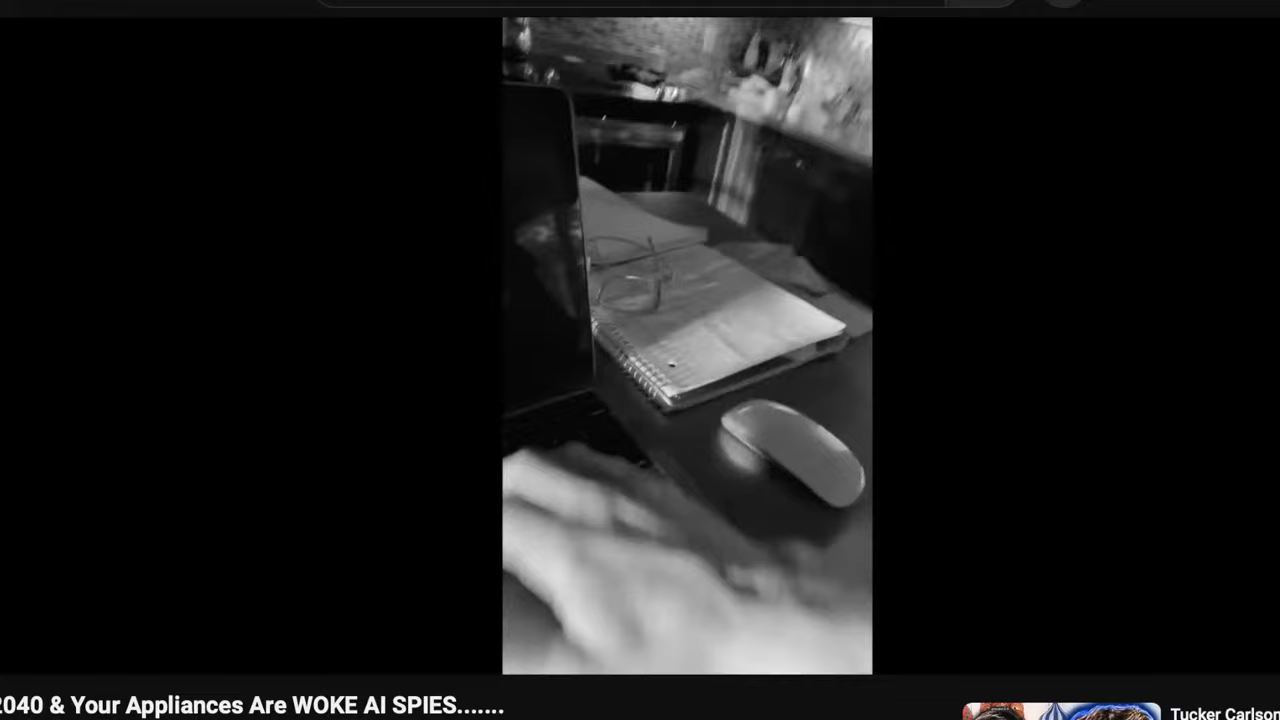 2040 & Your Appliances Are WOKE AI SPIES.......
Tucker Carlson